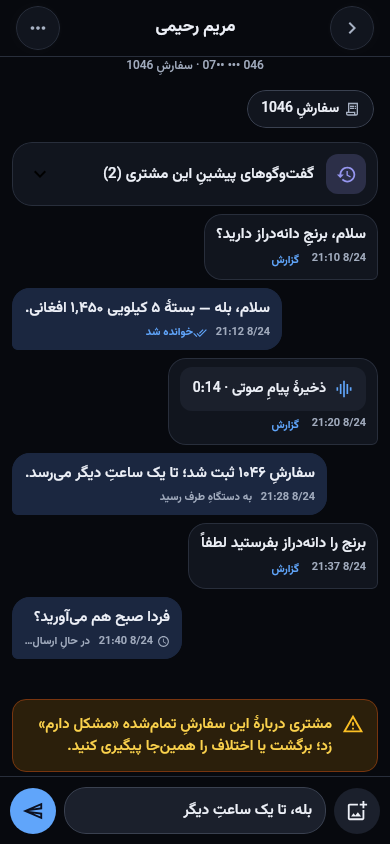 مریم رحیمی
سفارشِ 1046 · 07•• ••• 046
سفارشِ 1046
گفت‌وگوهای پیشینِ این مشتری (2)
سلام، برنجِ دانه‌دراز دارید؟
8/24 21:10 گزارش
سلام، بله — بستهٔ ۵ کیلویی ۱,۴۵۰ افغانی.
8/24 21:12 خوانده شد
ذخیرهٔ پیامِ صوتی · 0:14
8/24 21:20 گزارش
سفارشِ ۱۰۴۶ ثبت شد؛ تا یک ساعتِ دیگر می‌رسد.
8/24 21:28 به دستگاهِ طرف رسید
برنج را دانه‌دراز بفرستید لطفاً
8/24 21:37 گزارش
فردا صبح هم می‌آورید؟
8/24 21:40 در حالِ ارسال…
مشتری دربارهٔ این سفارشِ تمام‌شده «مشکل دارم»
زد؛ برگشت یا اختلاف را همین‌جا پیگیری کنید.
بله، تا یک ساعتِ دیگر